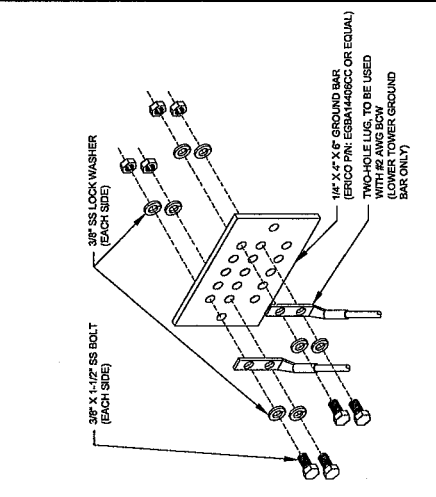 3/8" X 1-1/2" SS BOLT
(EACH SIDE)
3/8" SS LOCK WASHER
(EACH SIDE)
1/4" X 4" X 6" GROUND BAR
(ERICO P/N: EGBA14406CC OR EQUAL)
TWO-HOLE LUG, TO BE USED
WITH #2 AWG BCW
(LOWER TOWER GROUND
BAR ONLY)